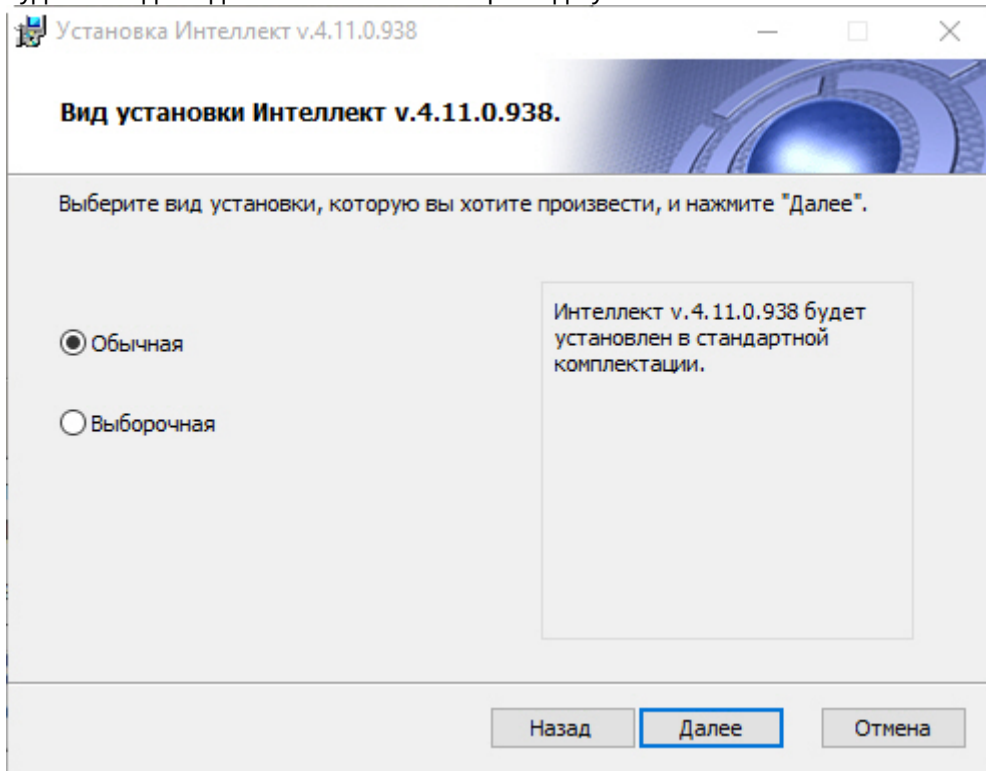 Установка Интеллект v.4.11.0.938
Вид установки Интеллект v.4.11.0.938.
Выберите вид установки, которую вы хотите произвести, и нажмите "Далее".
Обычная
Выборочная
Интеллект v.4.11.0.938 будет
установлен в стандартной
комплектации.
Назад
Далее
Отмена